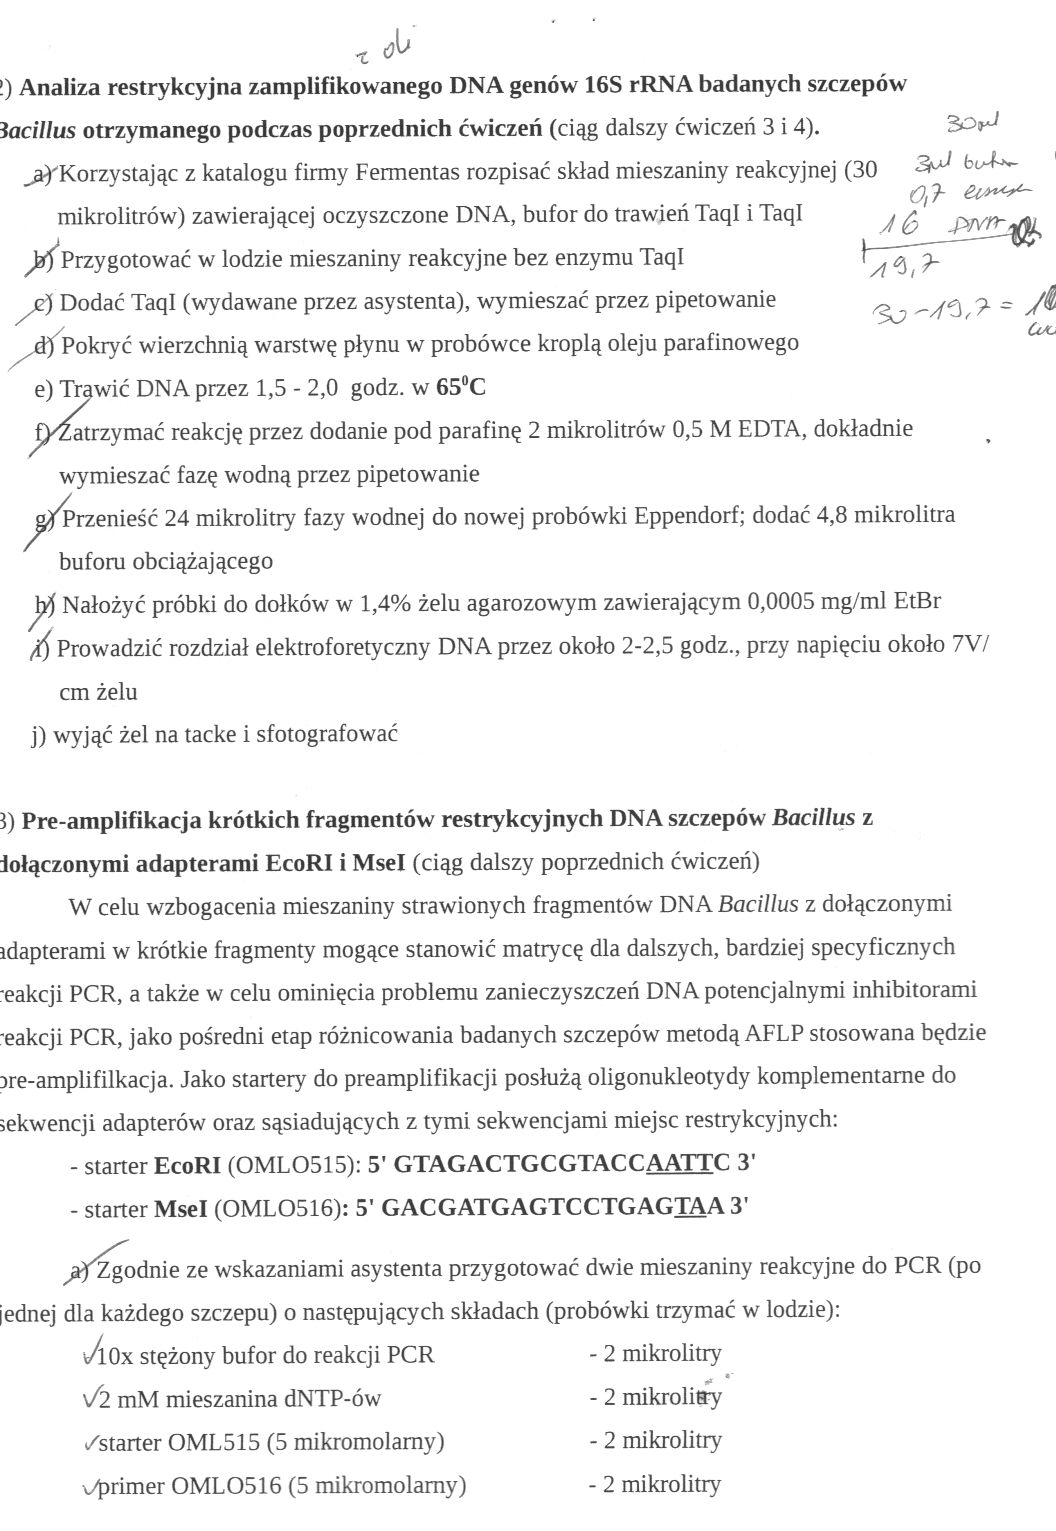 z oli
2) Analiza restrykcyjna zamplifikowanego DNA genów 16S rRNA badanych szczepów
Bacillus otrzymanego podczas poprzednich ćwiczeń (ciąg dalszy ćwiczeń 3 i 4).
30 µl
a) Korzystając z katalogu firmy Fermentas rozpisać skład mieszaniny reakcyjnej (30
3 µl bufor
mikrolitrów) zawierającej oczyszczone DNA, bufor do trawień TaqI i TaqI
0,7 enzym
16 DNA
b) Przygotować w lodzie mieszaniny reakcyjne bez enzymu TaqI
19,7
c) Dodać TaqI (wydawane przez asystenta), wymieszać przez pipetowanie
30 - 19,7 =
d) Pokryć wierzchnią warstwę płynu w probówce kroplą oleju parafinowego
e) Trawić DNA przez 1,5 - 2,0 godz. w 65⁰C
f) Zatrzymać reakcję przez dodanie pod parafinę 2 mikrolitrów 0,5 M EDTA, dokładnie
wymieszać fazę wodną przez pipetowanie
g) Przenieść 24 mikrolitry fazy wodnej do nowej probówki Eppendorf; dodać 4,8 mikrolitra
buforu obciążającego
h) Nałożyć próbki do dołków w 1,4% żelu agarozowym zawierającym 0,0005 mg/ml EtBr
i) Prowadzić rozdział elektroforetyczny DNA przez około 2-2,5 godz., przy napięciu około 7V/
cm żelu
j) wyjąć żel na tacke i sfotografować
3) Pre-amplifikacja krótkich fragmentów restrykcyjnych DNA szczepów Bacillus z
dołączonymi adapterami EcoRI i MseI (ciąg dalszy poprzednich ćwiczeń)
W celu wzbogacenia mieszaniny strawionych fragmentów DNA Bacillus z dołączonymi
adapterami w krótkie fragmenty mogące stanowić matrycę dla dalszych, bardziej specyficznych
reakcji PCR, a także w celu ominięcia problemu zanieczyszczeń DNA potencjalnymi inhibitorami
reakcji PCR, jako pośredni etap różnicowania badanych szczepów metodą AFLP stosowana będzie
pre-amplifilkacja. Jako startery do preamplifikacji posłużą oligonukleotydy komplementarne do
sekwencji adapterów oraz sąsiadujących z tymi sekwencjami miejsc restrykcyjnych:
- starter EcoRI (OMLO515): 5' GTAGACTGCGTACCAATTC 3'
- starter MseI (OMLO516): 5' GACGATGAGTCCTGAGTAA 3'
a) Zgodnie ze wskazaniami asystenta przygotować dwie mieszaniny reakcyjne do PCR (po
jednej dla każdego szczepu) o następujących składach (probówki trzymać w lodzie):
- 10x stężony bufor do reakcji PCR - 2 mikrolitry
2 mM mieszanina dNTP-ów - 2 mikrolitry
starter OML515 (5 mikromolarny) - 2 mikrolitry
primer OMLO516 (5 mikromolarny) - 2 mikrolitry